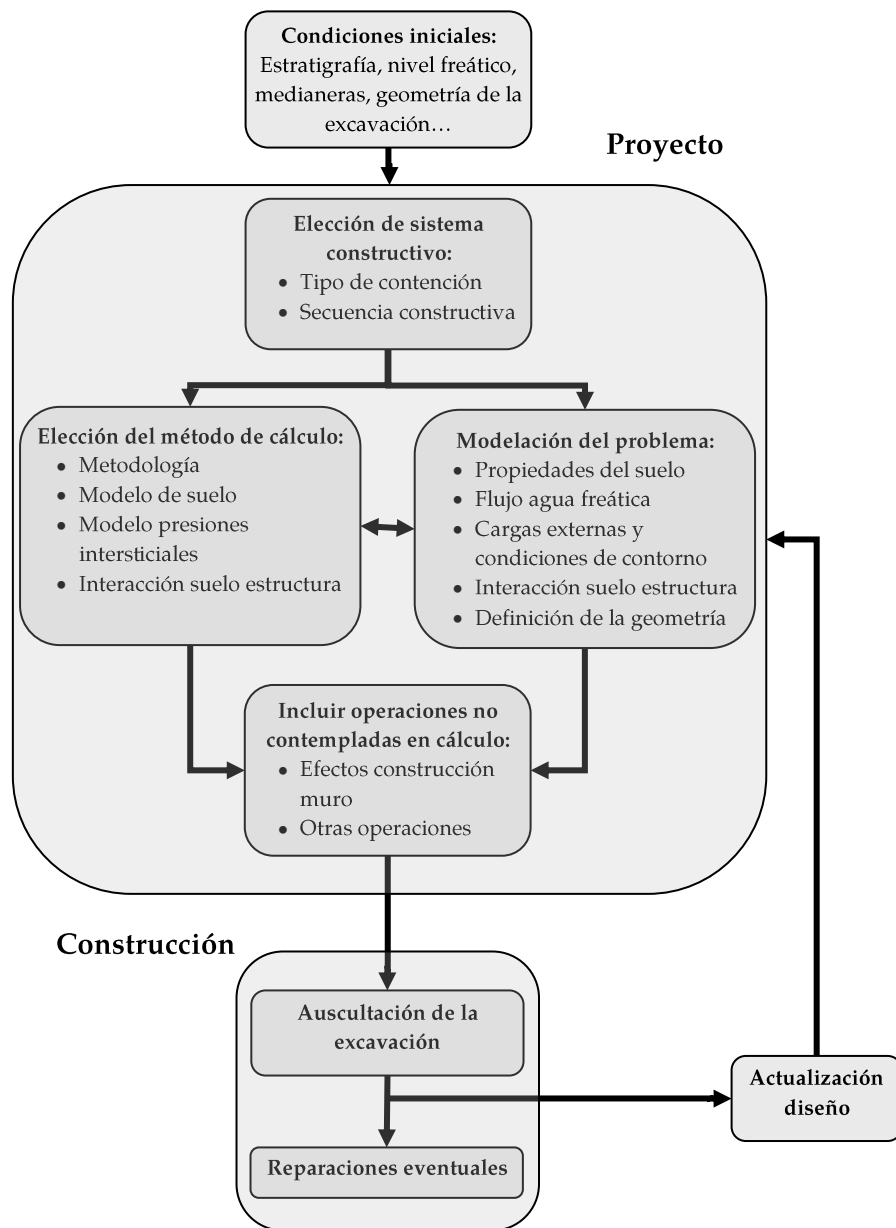 Condiciones iniciales:
Estratigrafía, nivel freático,
medianeras, geometría de la
excavación…
Proyecto
Elección de sistema
constructivo:
• Tipo de contención
• Secuencia constructiva
Elección del método de cálculo:
• Metodología
• Modelo de suelo
• Modelo presiones
intersticiales
• Interacción suelo estructura
Modelación del problema:
• Propiedades del suelo
• Flujo agua freática
• Cargas externas y
condiciones de contorno
• Interacción suelo estructura
• Definición de la geometría
Incluir operaciones no
contempladas en cálculo:
• Efectos construcción
muro
• Otras operaciones
Construcción
Auscultación de la
excavación
Actualización
diseño
Reparaciones eventuales